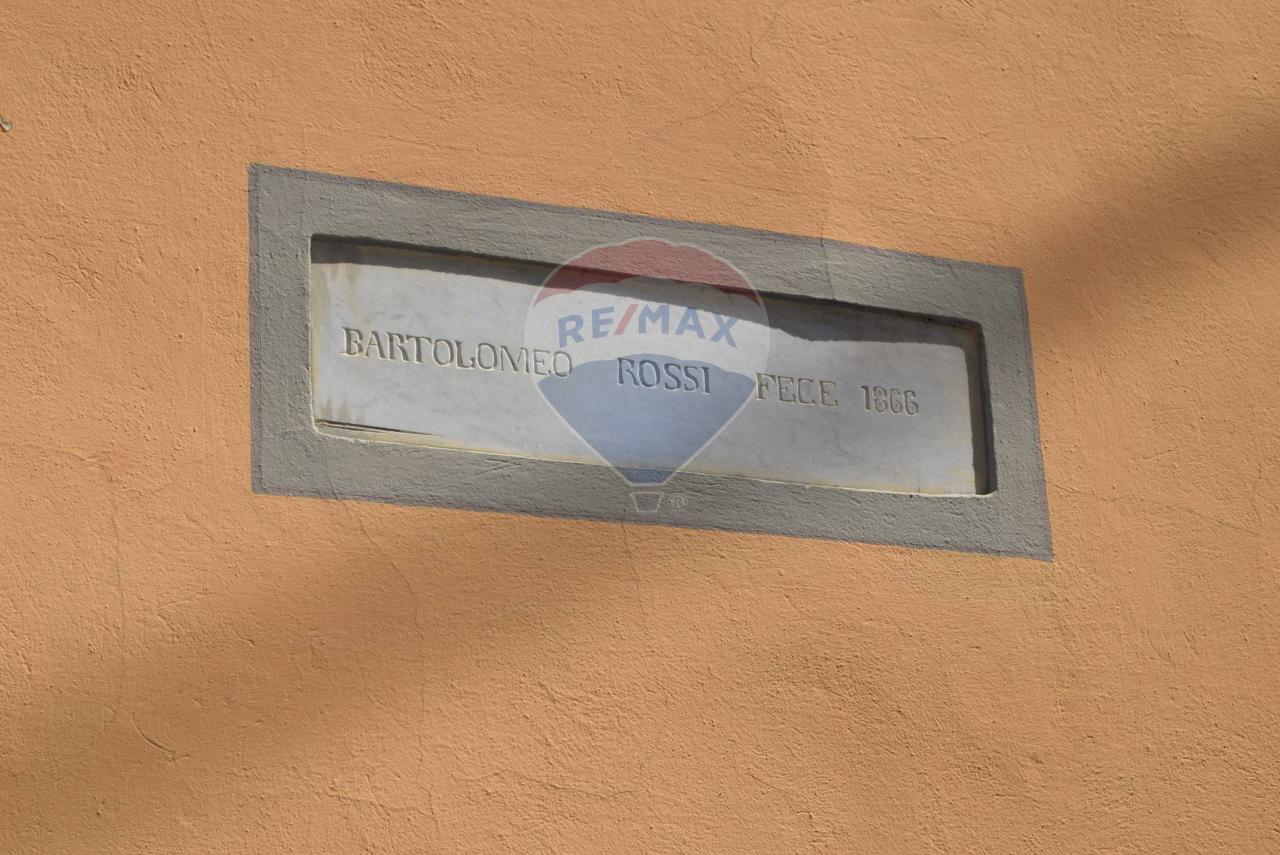 RE/MAX
BARTOLOMEO ROSSI FECE 1866
®